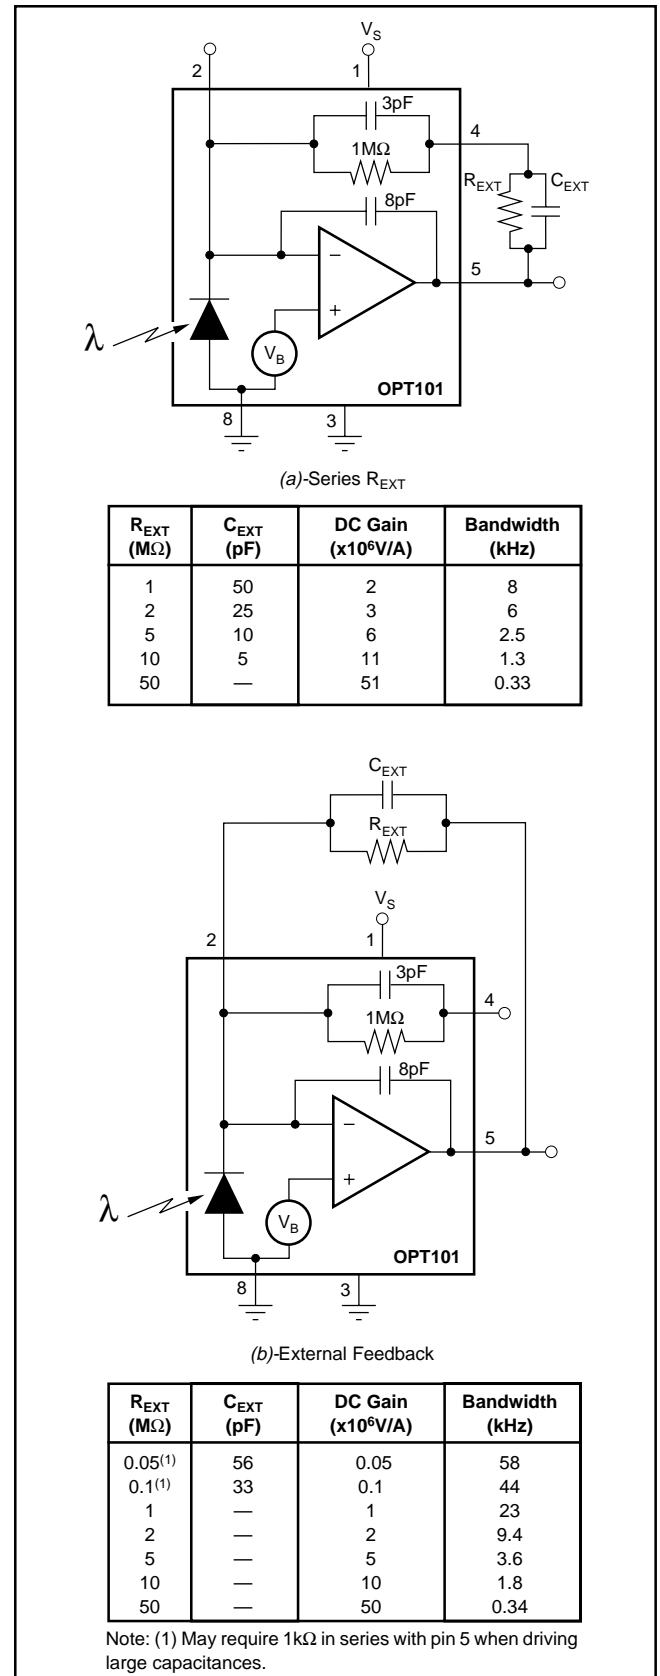 V_S
2
1
3pF
4
1MΩ
R_EXT
C_EXT
8pF
5
−
+
λ
V_B
OPT101
8
3
(a)-Series R_EXT
R_EXT (MΩ) C_EXT (pF) DC Gain (x10⁶V/A) Bandwidth (kHz)
1 50 2 8
2 25 3 6
5 10 6 2.5
10 5 11 1.3
50 — 51 0.33
C_EXT
R_EXT
V_S
2
1
3pF
4
1MΩ
8pF
5
−
+
λ
V_B
OPT101
8
3
(b)-External Feedback
R_EXT (MΩ) C_EXT (pF) DC Gain (x10⁶V/A) Bandwidth (kHz)
0.05(1) 56 0.05 58
0.1(1) 33 0.1 44
1 — 1 23
2 — 2 9.4
5 — 5 3.6
10 — 10 1.8
50 — 50 0.34
Note: (1) May require 1kΩ in series with pin 5 when driving
large capacitances.